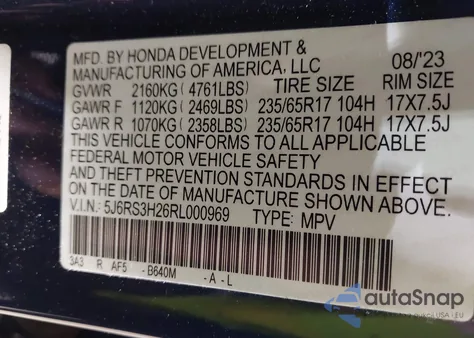 MFD. BY HONDA DEVELOPMENT &
MANUFACTURING OF AMERICA, LLC 08/'23
GVWR 2160KG (4761LBS) TIRE SIZE RIM SIZE
GAWR F 1120KG (2469LBS) 235/65R17 104H 17X7.5J
GAWR R 1070KG (2358LBS) 235/65R17 104H 17X7.5J
THIS VEHICLE CONFORMS TO ALL APPLICABLE
FEDERAL MOTOR VEHICLE SAFETY
AND THEFT PREVENTION STANDARDS IN EFFECT
ON THE DATE OF MANUFACTURE SHOWN ABOVE.
V.I.N: 5J6RS3H26RL000969 TYPE: MPV
3A3 R AF5 - B640M - A - L
autaSnap